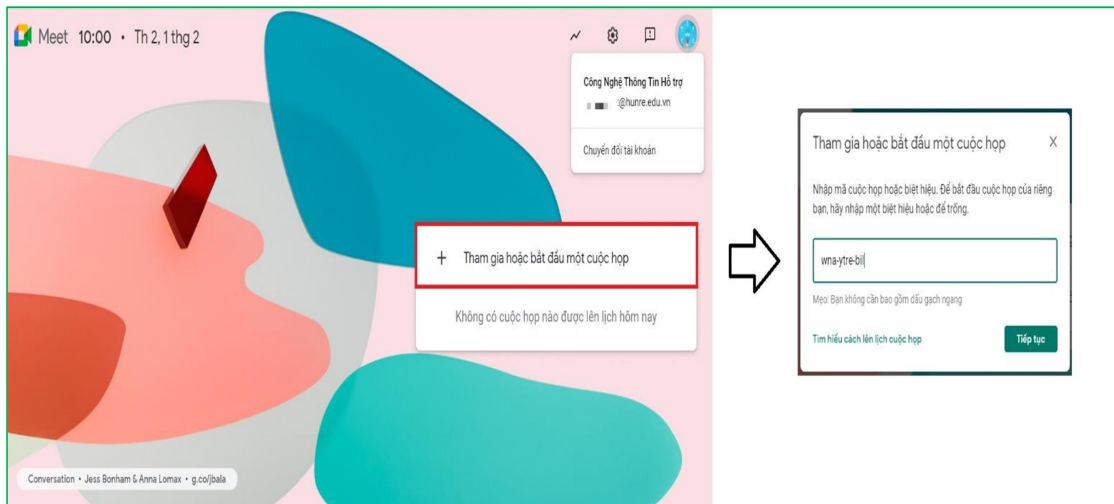 Meet 10:00 • Th 2, 1 thg 2
Công Nghệ Thông Tin Hỗ trợ
:@hunre.edu.vn
Chuyển đổi tài khoản
+ Tham gia hoặc bắt đầu một cuộc họp
Không có cuộc họp nào được lên lịch hôm nay
Conversation • Jess Bonham & Anna Lomax • g.co/jbala
Tham gia hoặc bắt đầu một cuộc họp
Nhập mã cuộc họp hoặc biệt hiệu. Để bắt đầu cuộc họp của riêng
bạn, hãy nhập một biệt hiệu hoặc để trống.
wna-ytre-bil
Mẹo: Bạn không cần bao gồm dấu gạch ngang
Tìm hiểu cách lên lịch cuộc họp
Tiếp tục